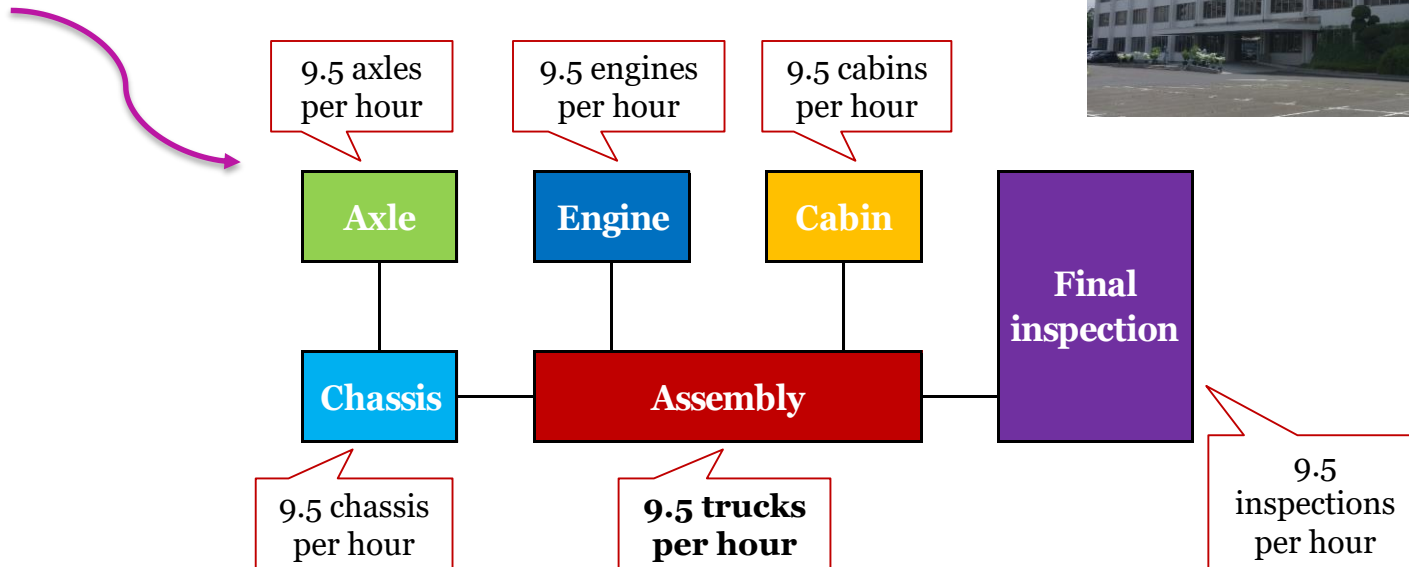 9.5 axles
per hour
9.5 engines
per hour
9.5 cabins
per hour
Axle
Engine
Cabin
Final
inspection
Chassis
Assembly
9.5 chassis
per hour
9.5 trucks
per hour
9.5
inspections
per hour